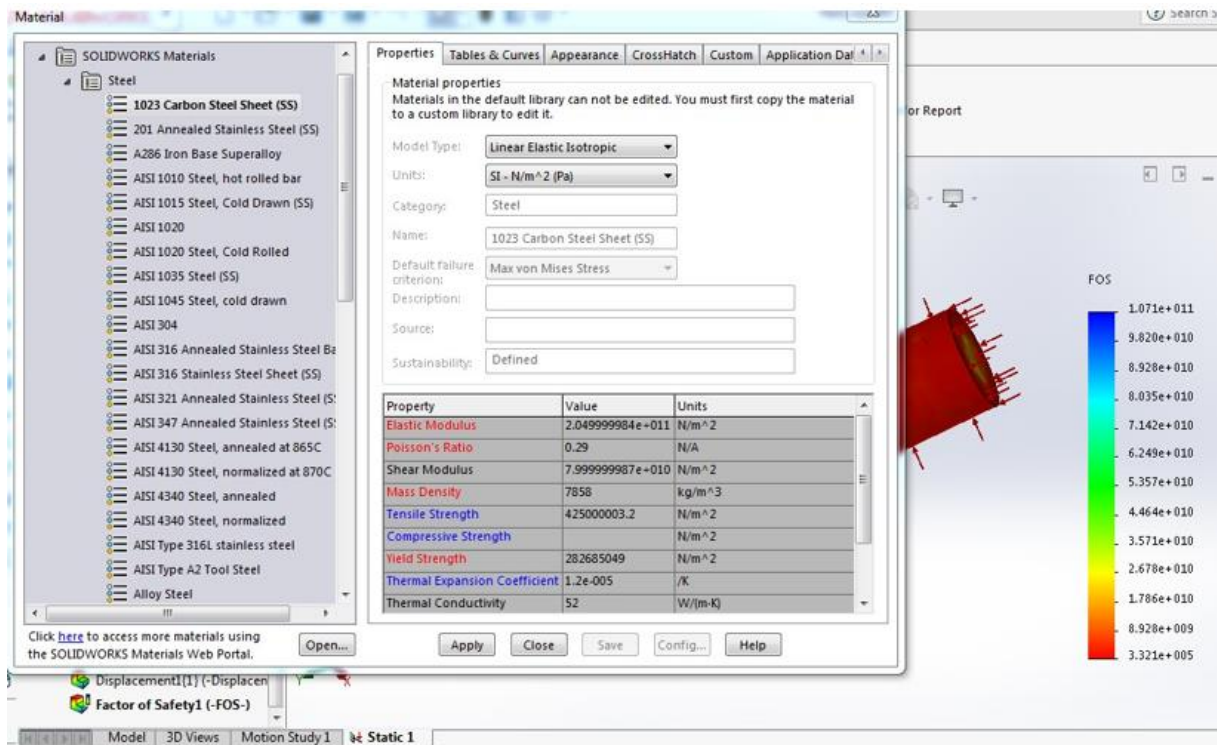 Material
Search S
SOLIDWORKS Materials
Steel
1023 Carbon Steel Sheet (SS)
201 Annealed Stainless Steel (SS)
A286 Iron Base Superalloy
AISI 1010 Steel, hot rolled bar
AISI 1015 Steel, Cold Drawn (SS)
AISI 1020
AISI 1020 Steel, Cold Rolled
AISI 1035 Steel (SS)
AISI 1045 Steel, cold drawn
AISI 304
AISI 316 Annealed Stainless Steel Ba
AISI 316 Stainless Steel Sheet (SS)
AISI 321 Annealed Stainless Steel (S
AISI 347 Annealed Stainless Steel (S
AISI 4130 Steel, annealed at 865C
AISI 4130 Steel, normalized at 870C
AISI 4340 Steel, annealed
AISI 4340 Steel, normalized
AISI Type 316L stainless steel
AISI Type A2 Tool Steel
Alloy Steel
Click here to access more materials using
the SOLIDWORKS Materials Web Portal.
Open...
Properties Tables & Curves Appearance CrossHatch Custom Application Dat
Material properties
Materials in the default library can not be edited. You must first copy the material
to a custom library to edit it.
Model Type: Linear Elastic Isotropic
Units: SI - N/m^2 (Pa)
Category: Steel
Name: 1023 Carbon Steel Sheet (SS)
Default failure
criterion: Max von Mises Stress
Description:
Source:
Sustainability: Defined
Property Value Units
Elastic Modulus 2.049999984e+011 N/m^2
Poisson's Ratio 0.29 N/A
Shear Modulus 7.999999987e+010 N/m^2
Mass Density 7858 kg/m^3
Tensile Strength 425000003.2 N/m^2
Compressive Strength N/m^2
Yield Strength 282685049 N/m^2
Thermal Expansion Coefficient 1.2e-005 /K
Thermal Conductivity 52 W/(m·K)
Apply Close Save Config... Help
or Report
FOS
1.071e+011
9.820e+010
8.928e+010
8.035e+010
7.142e+010
6.249e+010
5.357e+010
4.464e+010
3.571e+010
2.678e+010
1.786e+010
8.928e+009
3.321e+005
Displacement1(1) (-Displacen
Factor of Safety1 (-FOS-)
Model 3D Views Motion Study 1 Static 1